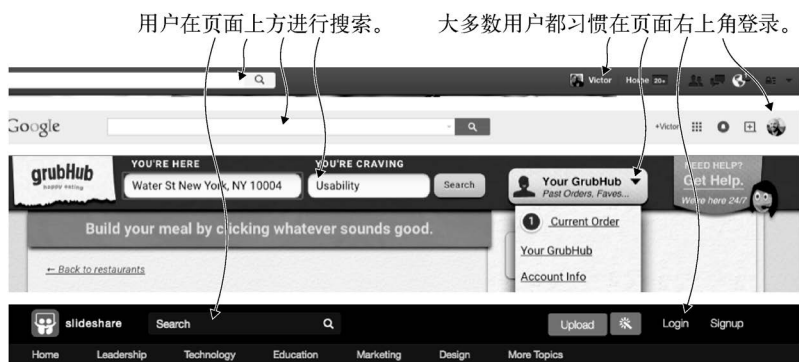 用户在页面上方进行搜索。 大多数用户都习惯在页面右上角登录。
Victor Home 20+
Google +Victor
YOU'RE HERE YOU'RE CRAVING NEED HELP?
grubHub happy eating Water St New York, NY 10004 Usability Search Your GrubHub Get Help.
Past Orders, Faves... We're here 24/7
1 Current Order
Build your meal by clicking whatever sounds good.
Your GrubHub
← Back to restaurants Account Info
slideshare Search Upload Login Signup
Home Leadership Technology Education Marketing Design More Topics